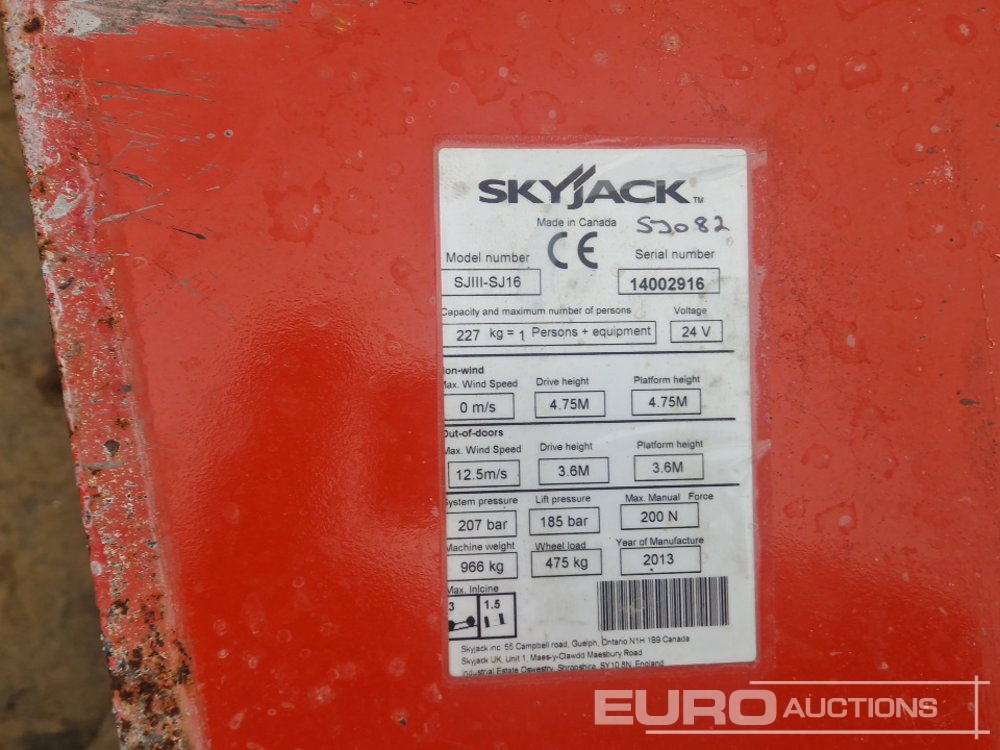 SKYJACK TM
Made in Canada SJ082
CE
Model number Serial number
SJIII-SJ16 14002916
Capacity and maximum number of persons Voltage
227 kg = 1 Persons + equipment 24 V
on-wind
ax. Wind Speed Drive height Platform height
0 m/s 4.75M 4.75M
Out-of-doors
Max. Wind Speed Drive height Platform height
12.5m/s 3.6M 3.6M
System pressure Lift pressure Max. Manual Force
207 bar 185 bar 200 N
Machine weight Wheel load Year of Manufacture
966 kg 475 kg 2013
Max. Inlcine
3 1.5
Skyjack inc 55 Campbell road, Guelph, Ontario N1H 1B9 Canada
Skyjack UK, Unit 1, Maes-y-Clawdd Maesbury Road
Industrial Estate Oswestry, Shropshire, SY10 8N, England
EURO AUCTIONS